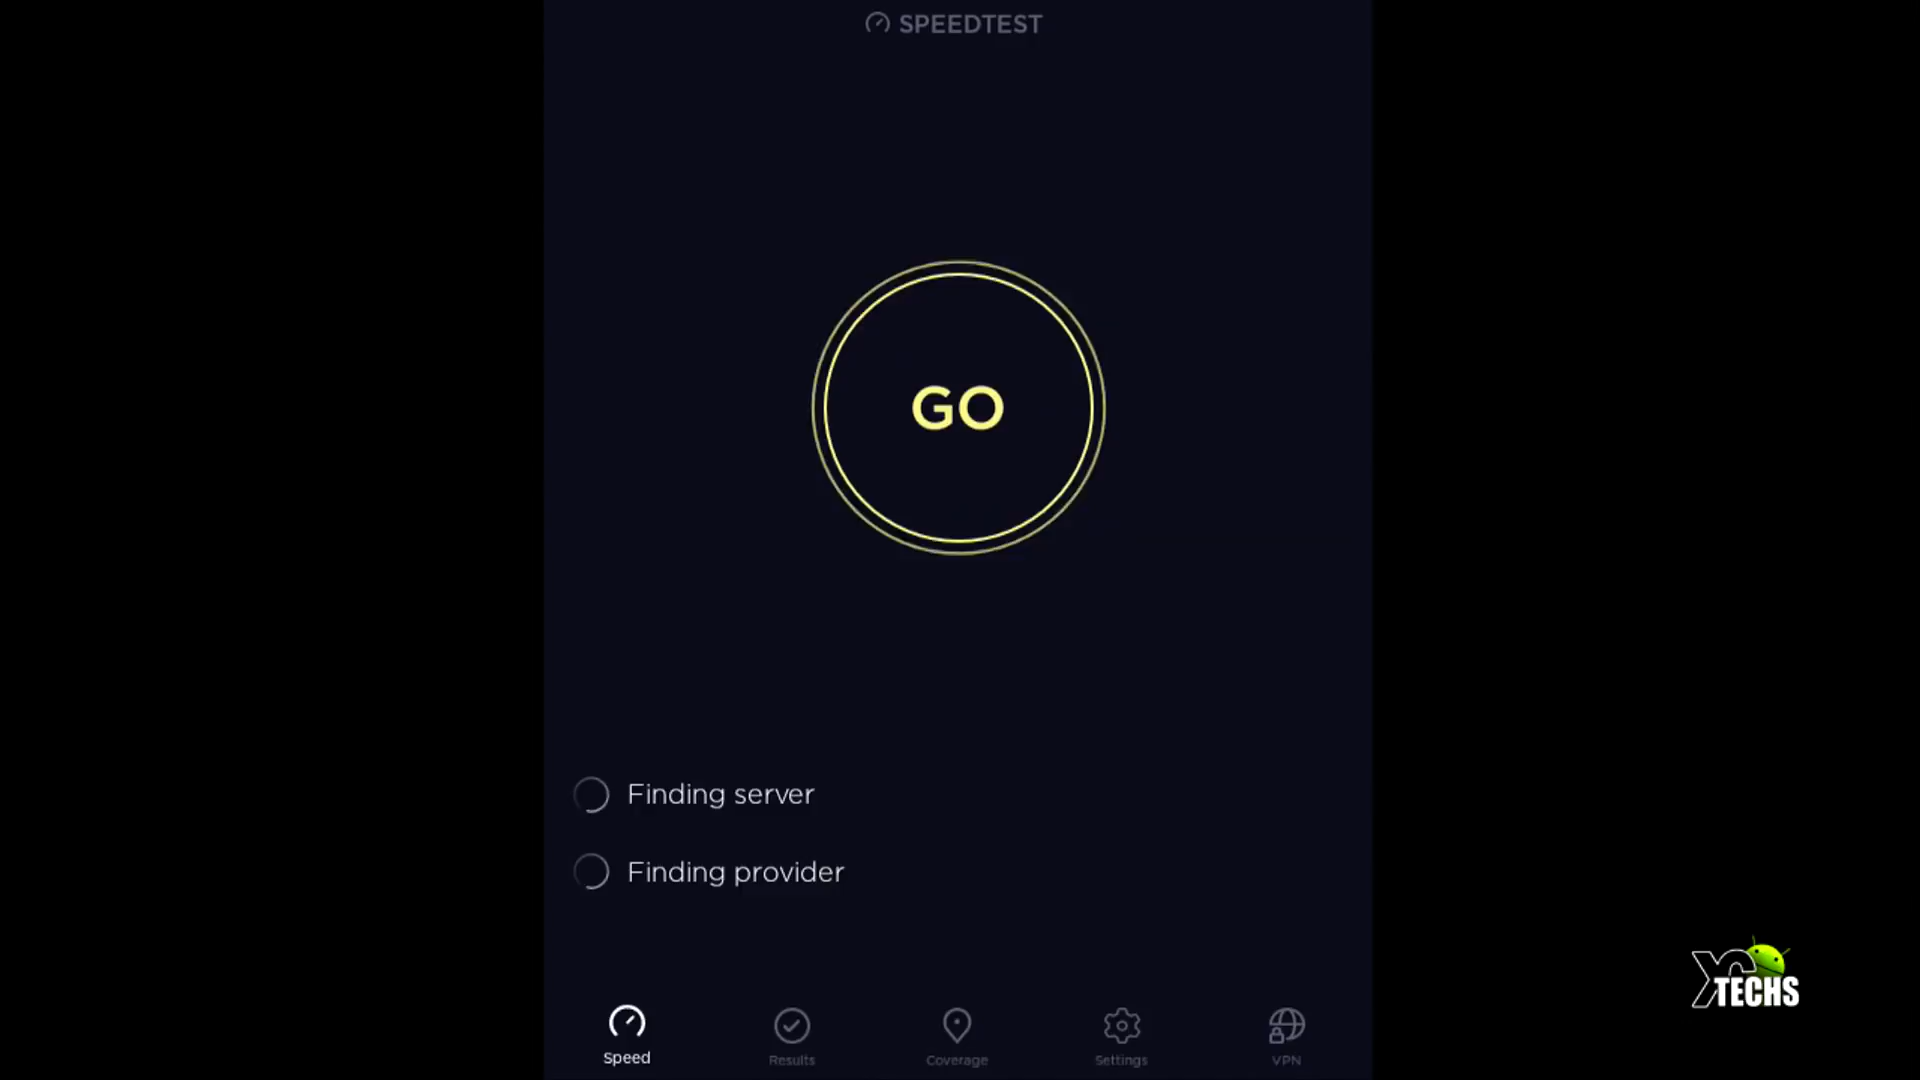 SPEEDTEST
GO
Finding server
Finding provider
Speed
Results
Coverage
Settings
VPN
TECHS